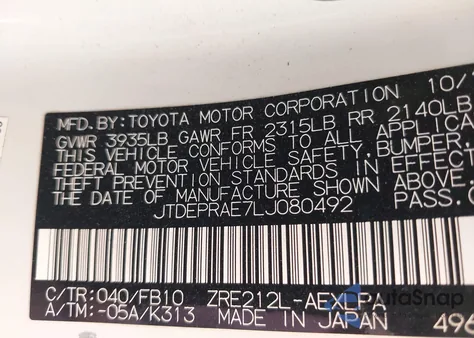 MFD.BY:TOYOTA MOTOR CORPORATION 10/
GVWR 3935LB GAWR FR 2315LB RR 2140LB
THIS VEHICLE CONFORMS TO ALL APPLICA
FEDERAL MOTOR VEHICLE SAFETY,BUMPER,
THEFT PREVENTION STANDARDS IN EFFECT
THE DATE OF MANUFACTURE SHOWN ABOVE.
JTDEPRAE7LJ080492 PASS.
C/TR:040/FB10 ZRE212L-AEXLPA
A/TM:-05A/K313 MADE IN JAPAN 496
AutoSnap